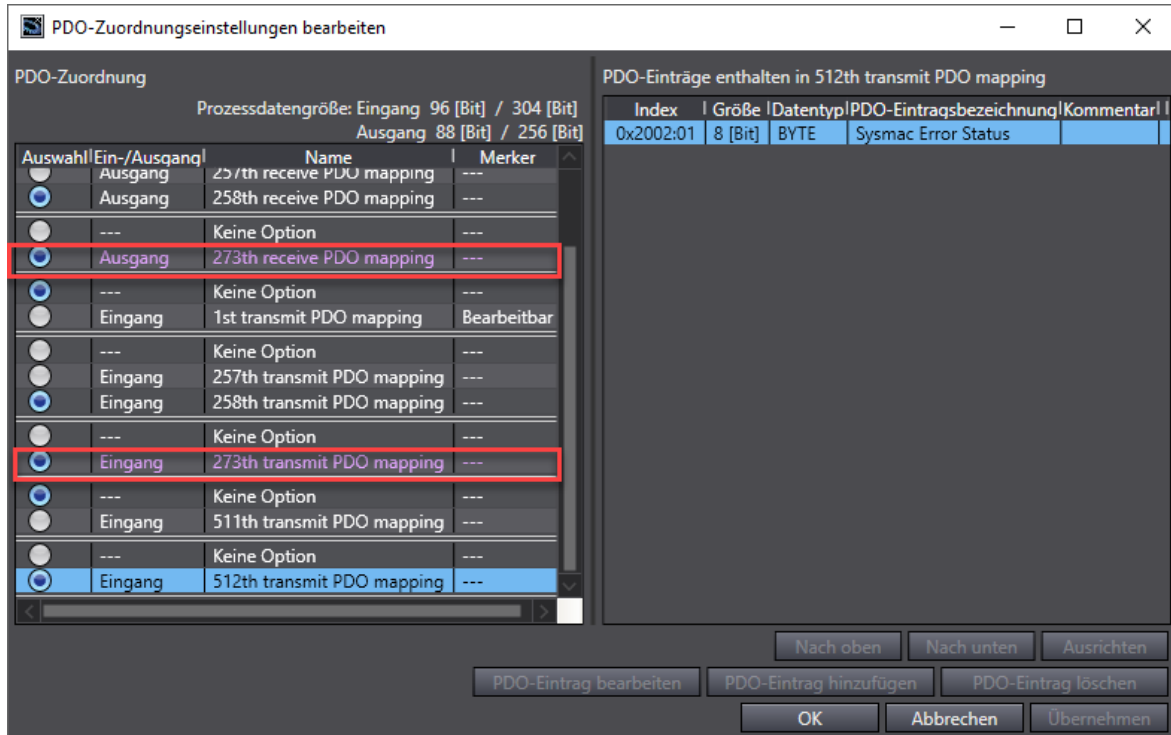 PDO-Zuordnungseinstellungen bearbeiten
PDO-Zuordnung
Prozessdatengröße: Eingang 96 [Bit] / 304 [Bit]
Ausgang 88 [Bit] / 256 [Bit]
Auswahl Ein-/Ausgang Name Merker
Ausgang 257th receive PDO mapping ---
Ausgang 258th receive PDO mapping ---
--- Keine Option ---
Ausgang 273th receive PDO mapping ---
--- Keine Option ---
Eingang 1st transmit PDO mapping Bearbeitbar
--- Keine Option ---
Eingang 257th transmit PDO mapping ---
Eingang 258th transmit PDO mapping ---
--- Keine Option ---
Eingang 273th transmit PDO mapping ---
--- Keine Option ---
Eingang 511th transmit PDO mapping ---
--- Keine Option ---
Eingang 512th transmit PDO mapping ---
PDO-Einträge enthalten in 512th transmit PDO mapping
Index Größe Datentyp PDO-Eintragsbezeichnung Kommentar
0x2002:01 8 [Bit] BYTE Sysmac Error Status
Nach oben Nach unten Ausrichten
PDO-Eintrag bearbeiten PDO-Eintrag hinzufügen PDO-Eintrag löschen
OK Abbrechen Übernehmen